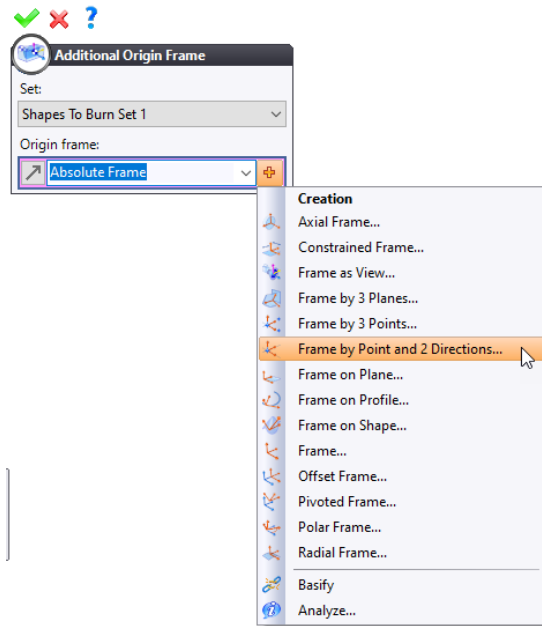 ?
Additional Origin Frame
Set:
Shapes To Burn Set 1
Origin frame:
Absolute Frame
Creation
Axial Frame...
Constrained Frame...
Frame as View...
Frame by 3 Planes...
Frame by 3 Points...
Frame by Point and 2 Directions...
Frame on Plane...
Frame on Profile...
Frame on Shape...
Frame...
Offset Frame...
Pivoted Frame...
Polar Frame...
Radial Frame...
Basify
Analyze...